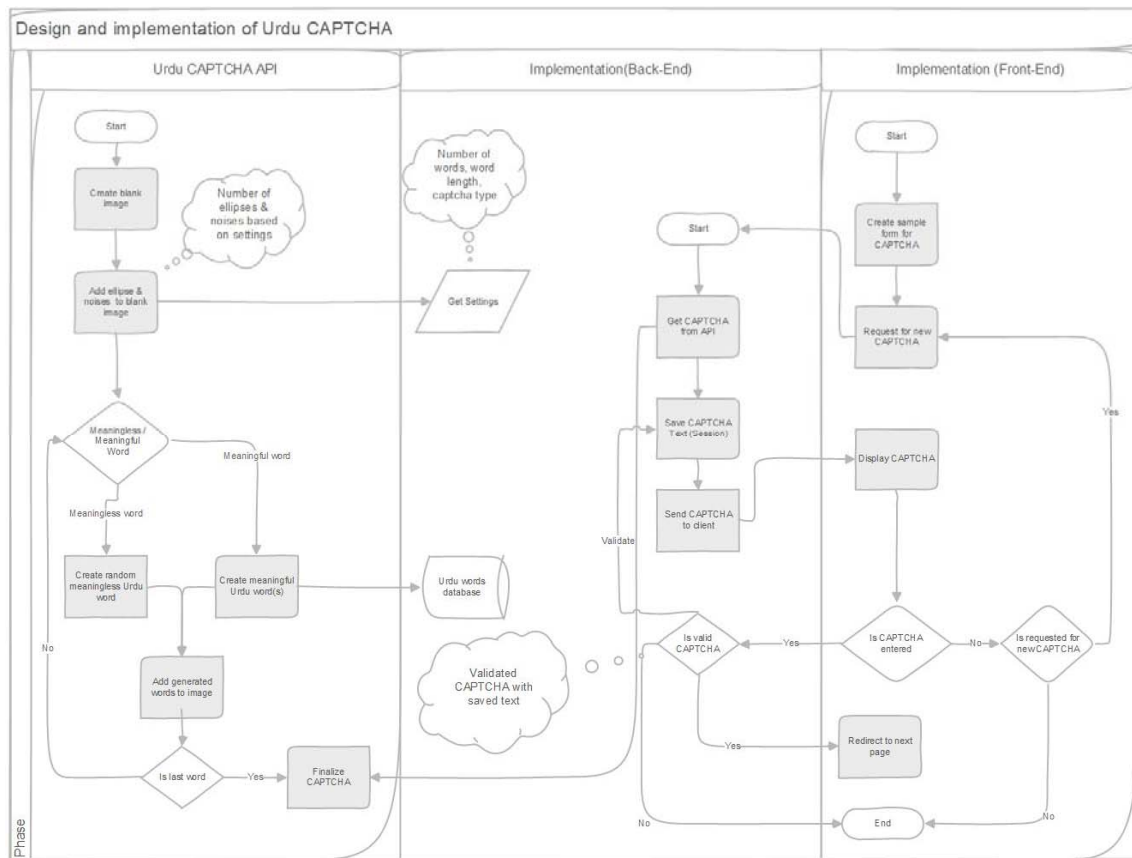 Design and implementation of Urdu CAPTCHA
Urdu CAPTCHA API
Implementation(Back-End)
Implementation (Front-End)
Start
Create blank
image
Number of
ellipses &
noises based
on settings
Add ellipse &
noises to blank
image
Meaningless /
Meaningful
Word
Meaningful word
Meaningless word
Create random
meaningless Urdu
word
Create meaningful
Urdu word(s)
No
Add generated
words to image
Is last word
Yes
Finalize
CAPTCHA
Number of
words, word
length,
captcha type
Get Settings
Start
Get CAPTCHA
from API
Save CAPTCHA
Text (Session)
Send CAPTCHA
to client
Validate
Urdu words
database
Is valid
CAPTCHA
Validated
CAPTCHA with
saved text
Yes
No
Start
Create sample
form for
CAPTCHA
Request for new
CAPTCHA
Yes
Display CAPTCHA
Is CAPTCHA
entered
Yes
No
Is requested for
new CAPTCHA
Redirect to next
page
No
End
Phase